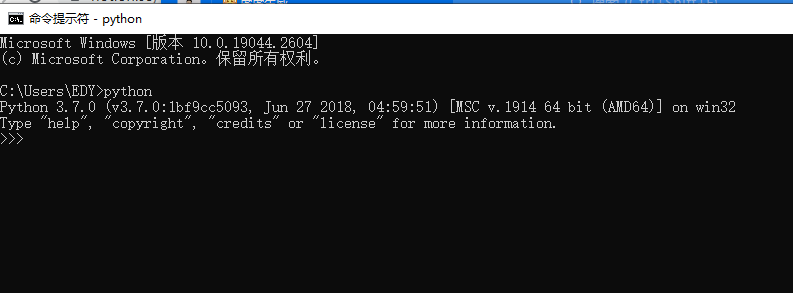 命令提示符 - python
Microsoft Windows [版本 10.0.19044.2604]
(c) Microsoft Corporation。保留所有权利。
C:\Users\EDY>python
Python 3.7.0 (v3.7.0:1bf9cc5093, Jun 27 2018, 04:59:51) [MSC v.1914 64 bit (AMD64)] on win32
Type "help", "copyright", "credits" or "license" for more information.
>>>